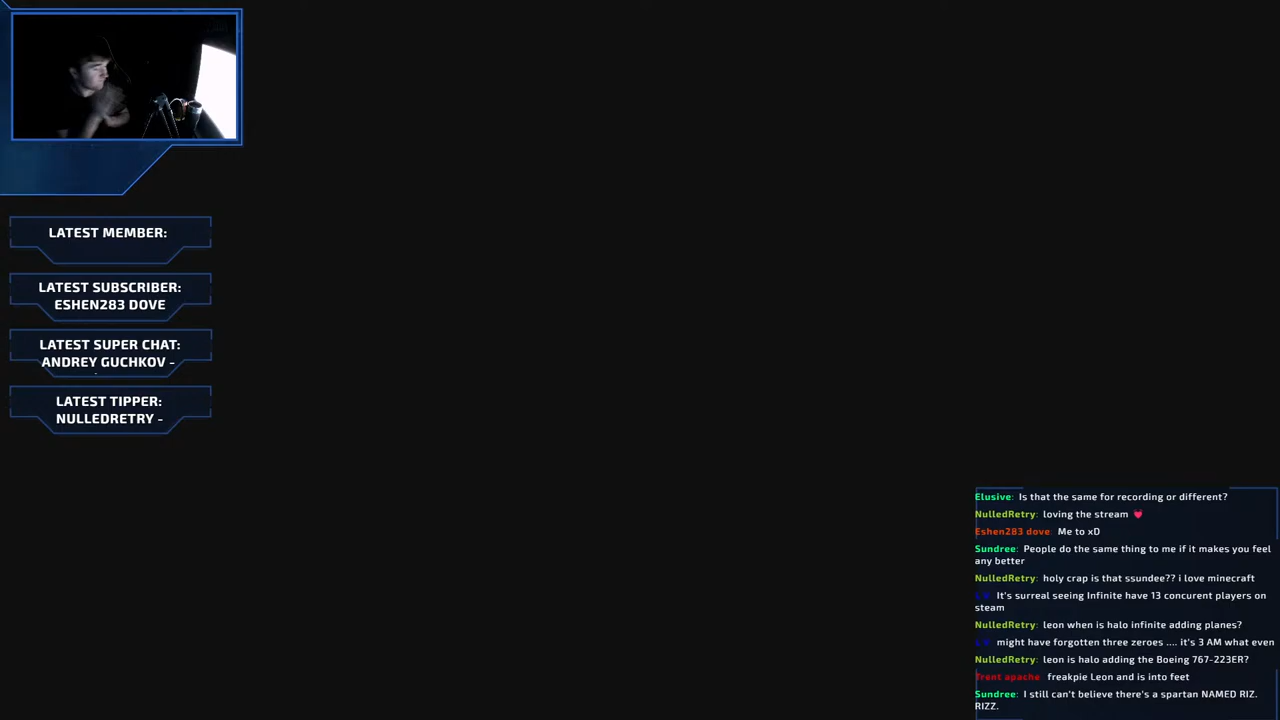 LATEST MEMBER:
LATEST SUBSCRIBER:
ESHEN283 DOVE
LATEST SUPER CHAT:
ANDREY GUCHKOV -
LATEST TIPPER:
NULLEDRETRY -
Elusive: Is that the same for recording or different?
NulledRetry: loving the stream
Eshen283 dove: Me to xD
Sundree: People do the same thing to me if it makes you feel
any better
NulledRetry: holy crap is that ssundee?? i love minecraft
It's surreal seeing Infinite have 13 concurent players on
steam
NulledRetry: leon when is halo infinite adding planes?
might have forgotten three zeroes .... it's 3 AM what even
NulledRetry: leon is halo adding the Boeing 767-223ER?
Trent apache: freakpie Leon and is into feet
Sundree: I still can't believe there's a spartan NAMED RIZ.
RIZZ.